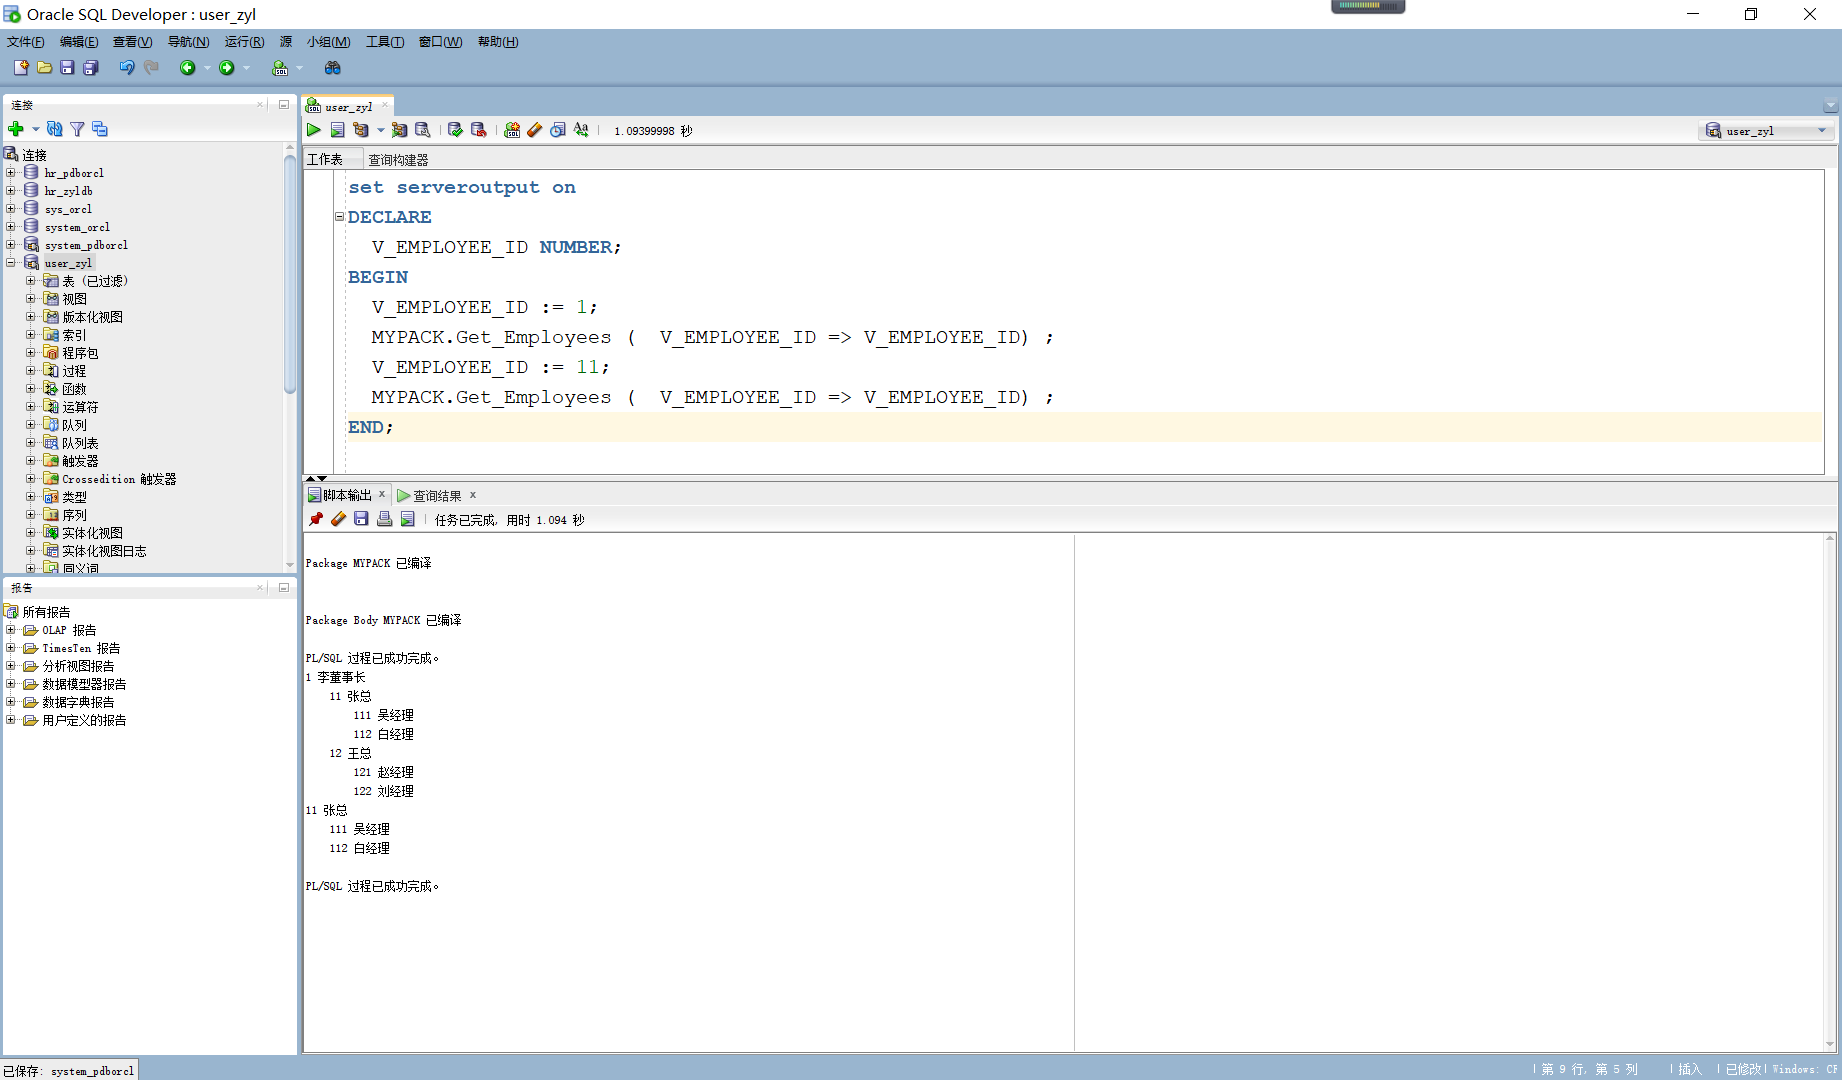 Oracle SQL Developer : user_zyl
文件(F) 编辑(E) 查看(V) 导航(N) 运行(R) 源 小组(M) 工具(T) 窗口(W) 帮助(H)
连接
连接
hr_pdborcl
hr_zyldb
sys_orcl
system_orcl
system_pdborcl
user_zyl
表 (已过滤)
视图
版本化视图
索引
程序包
过程
函数
运算符
队列
队列表
触发器
Crossedition 触发器
类型
序列
实体化视图
实体化视图日志
同义词
报告
所有报告
OLAP 报告
TimesTen 报告
分析视图报告
数据模型器报告
数据字典报告
用户定义的报告
user_zyl
1.09399998 秒
user_zyl
工作表 查询构建器
set serveroutput on
DECLARE
V_EMPLOYEE_ID NUMBER;
BEGIN
V_EMPLOYEE_ID := 1;
MYPACK.Get_Employees (  V_EMPLOYEE_ID => V_EMPLOYEE_ID) ;
V_EMPLOYEE_ID := 11;
MYPACK.Get_Employees (  V_EMPLOYEE_ID => V_EMPLOYEE_ID) ;
END;
脚本输出 查询结果
任务已完成, 用时 1.094 秒
Package MYPACK 已编译
Package Body MYPACK 已编译
PL/SQL 过程已成功完成。
1 李董事长
11 张总
111 吴经理
112 白经理
12 王总
121 赵经理
122 刘经理
11 张总
111 吴经理
112 白经理
PL/SQL 过程已成功完成。
已保存: system_pdborcl
第 9 行, 第 5 列 插入 已修改 Windows: CR